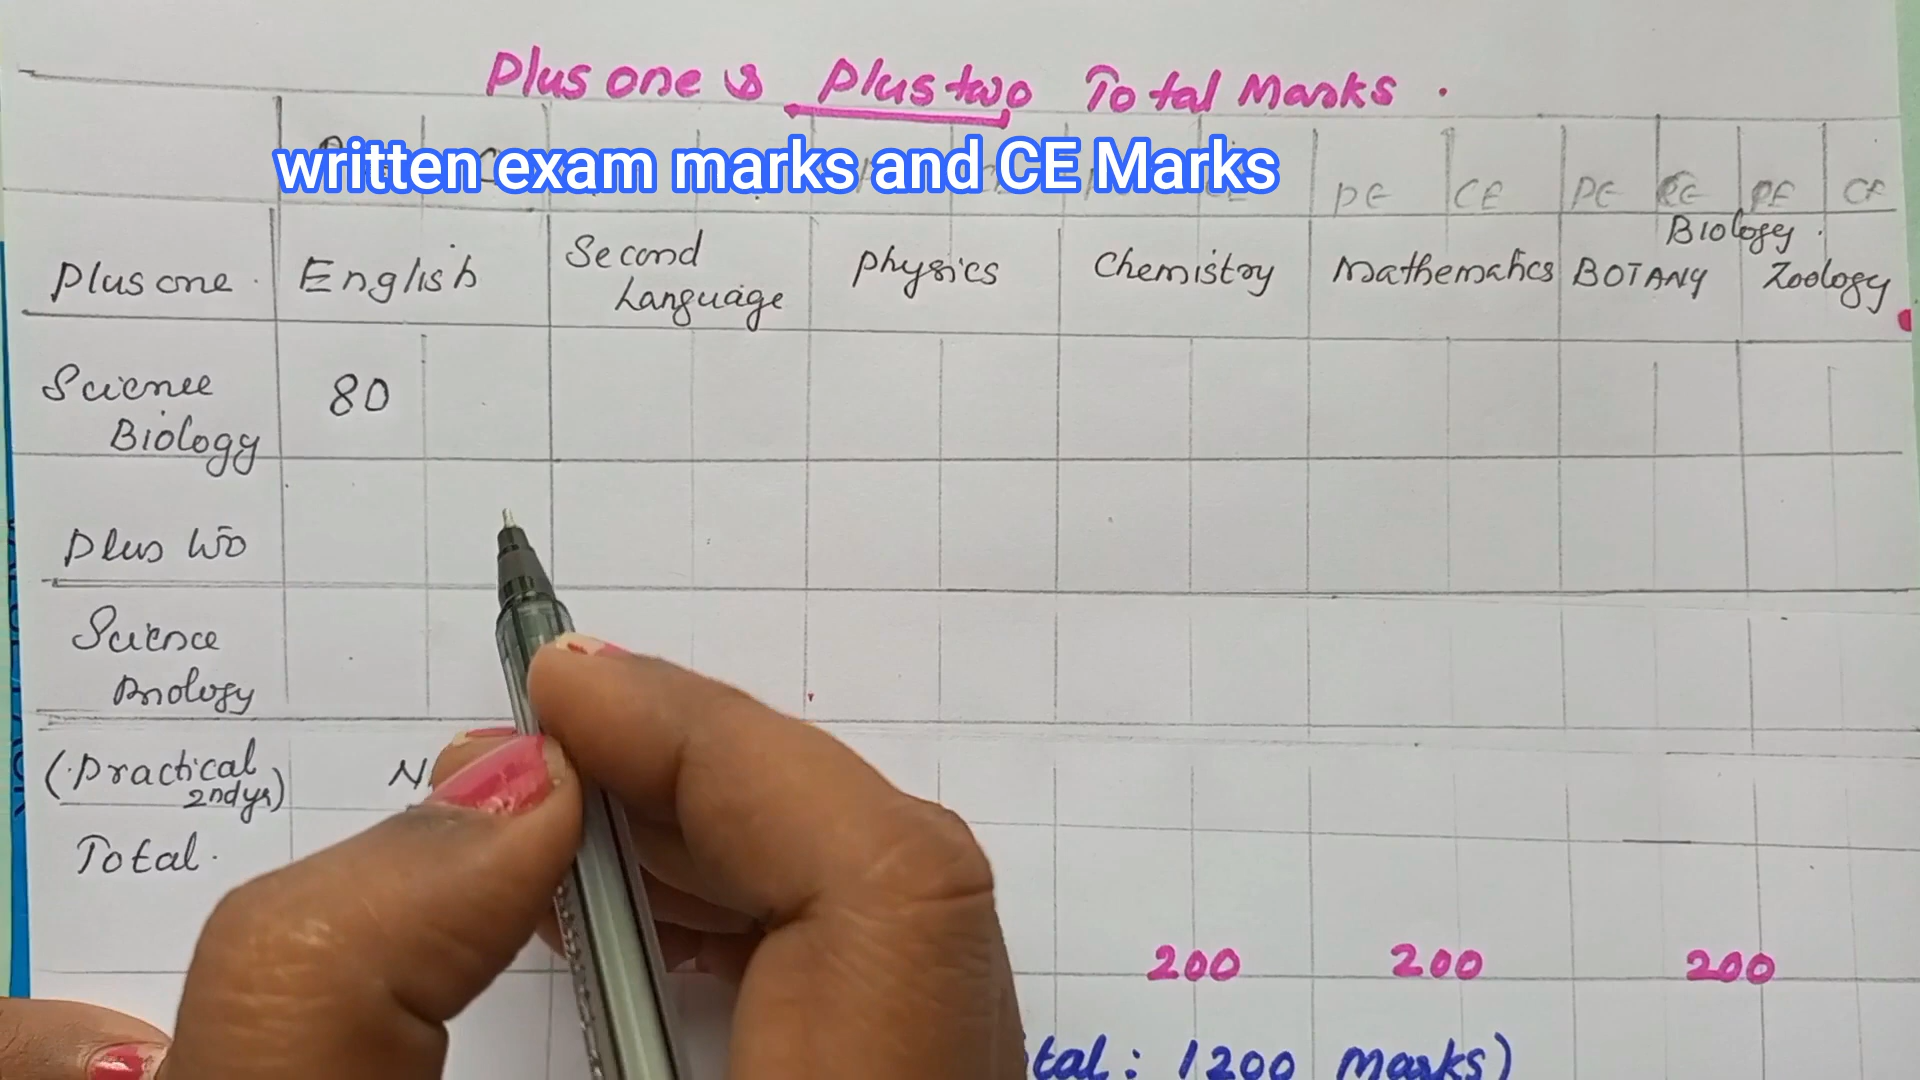 Plus one & Plus two Total Marks.
written exam marks and CE Marks
PE CE PE CE PE CE
Biology.
Plus one. English Second Language Physics Chemistry Mathematics BOTANY Zoology
Science Biology 80
Plus two
Science Biology
(Practical 2nd yr)
Total.
200 200 200
tal: 1200 marks)